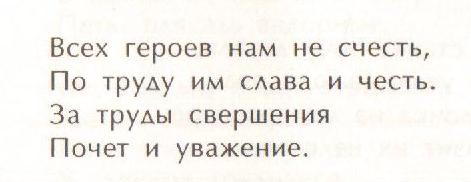 Всех героев нам не счесть,
По труду им слава и честь.
За труды свершения
Почет и уважение.